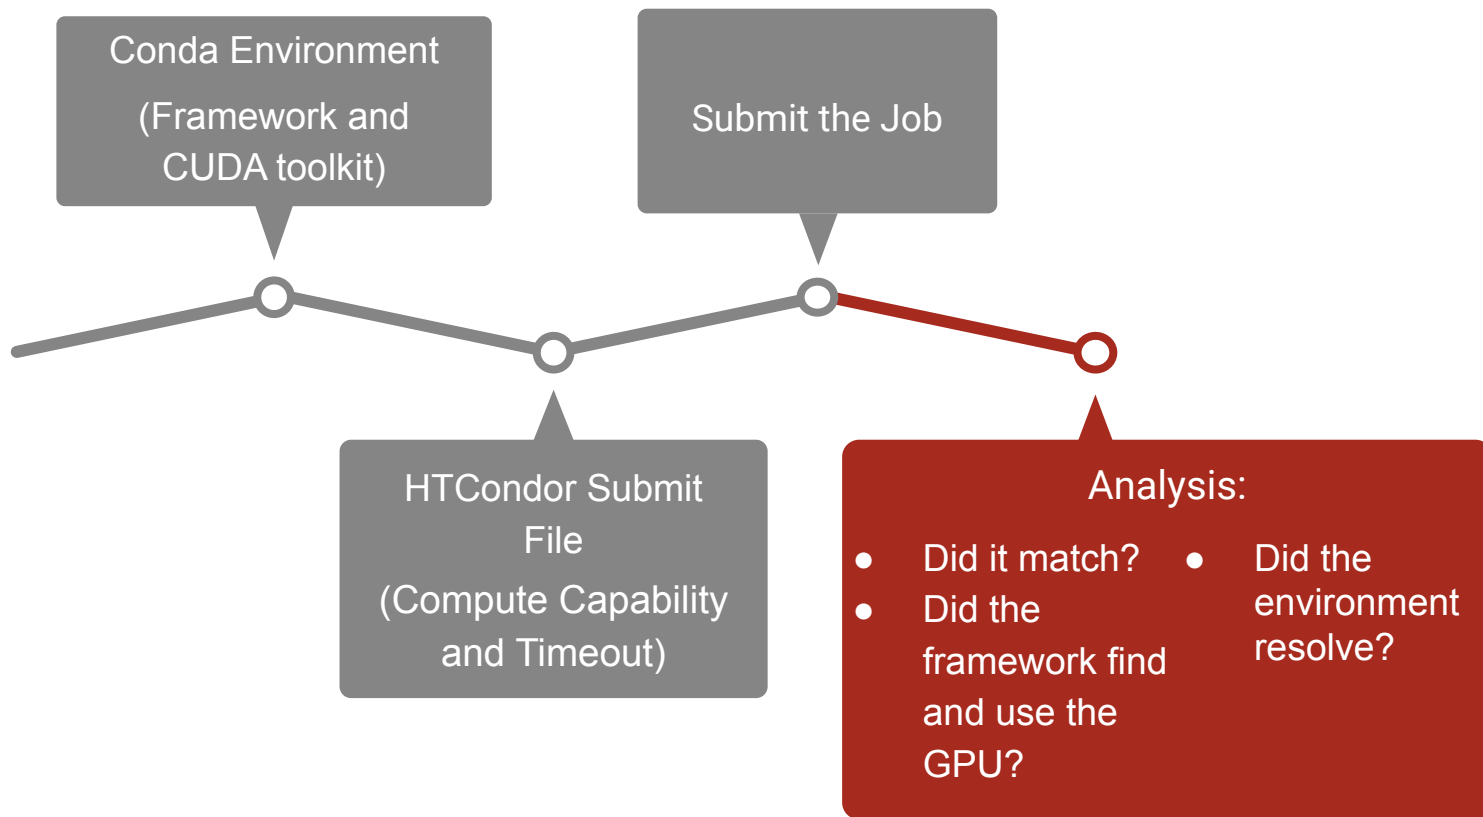 Conda Environment
(Framework and
CUDA toolkit)
Submit the Job
HTCondor Submit
File
(Compute Capability
and Timeout)
Analysis:
● Did it match?
● Did the
framework find
and use the
GPU?
● Did the
environment
resolve?